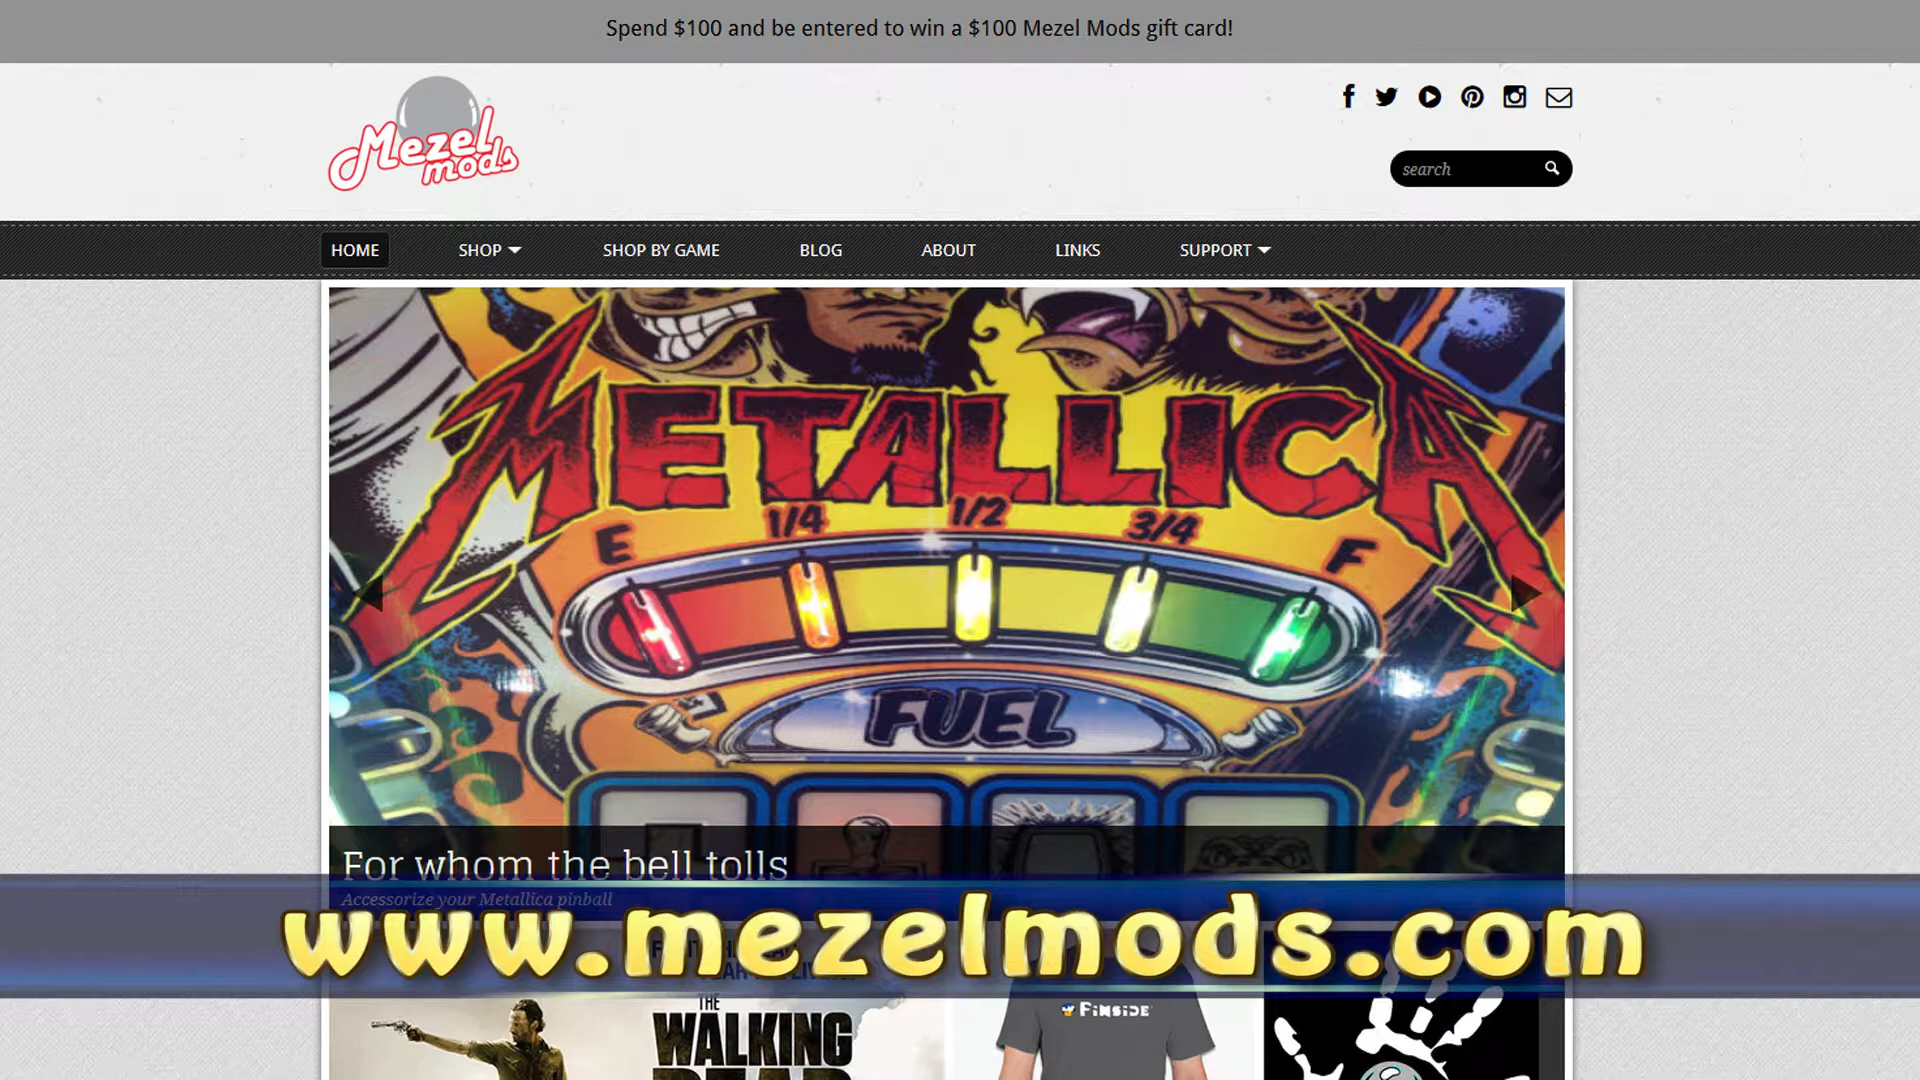 Spend $100 and be entered to win a $100 Mezel Mods gift card!
Mezel
mods
search
HOME
SHOP
SHOP BY GAME
BLOG
ABOUT
LINKS
SUPPORT
METALLICA
E 1/4 1/2 3/4 F
FUEL
For whom the bell tolls
Accessorize your Metallica pinball
www.mezelmods.com
THE
WALKING
DEAD
PINSIDE